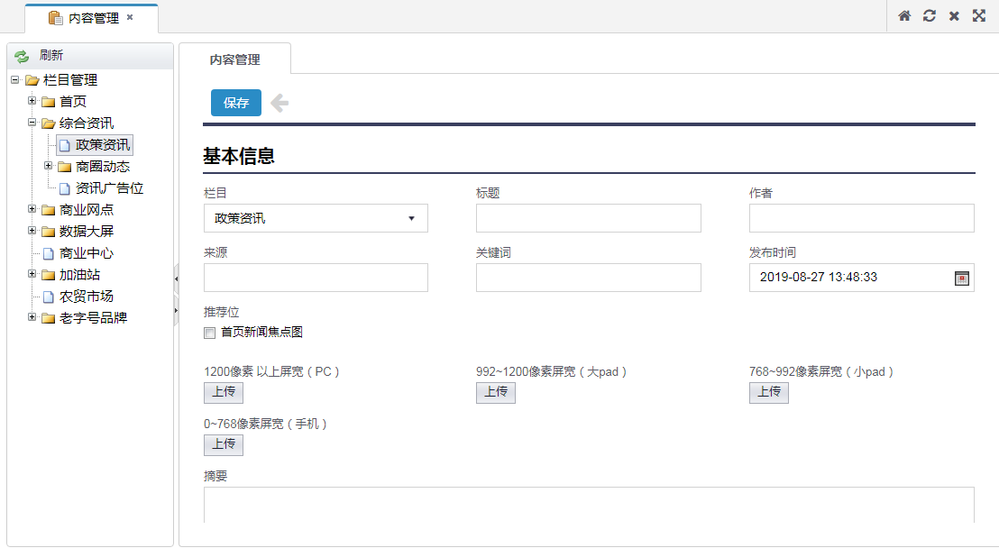 内容管理
刷新
栏目管理
首页
综合资讯
政策资讯
商圈动态
资讯广告位
商业网点
数据大屏
商业中心
加油站
农贸市场
老字号品牌
内容管理
保存
基本信息
栏目 标题 作者
政策资讯
来源 关键词 发布时间
2019-08-27 13:48:33
推荐位
首页新闻焦点图
1200像素 以上屏宽（PC） 992~1200像素屏宽（大pad） 768~992像素屏宽（小pad）
上传 上传 上传
0~768像素屏宽（手机）
上传
摘要